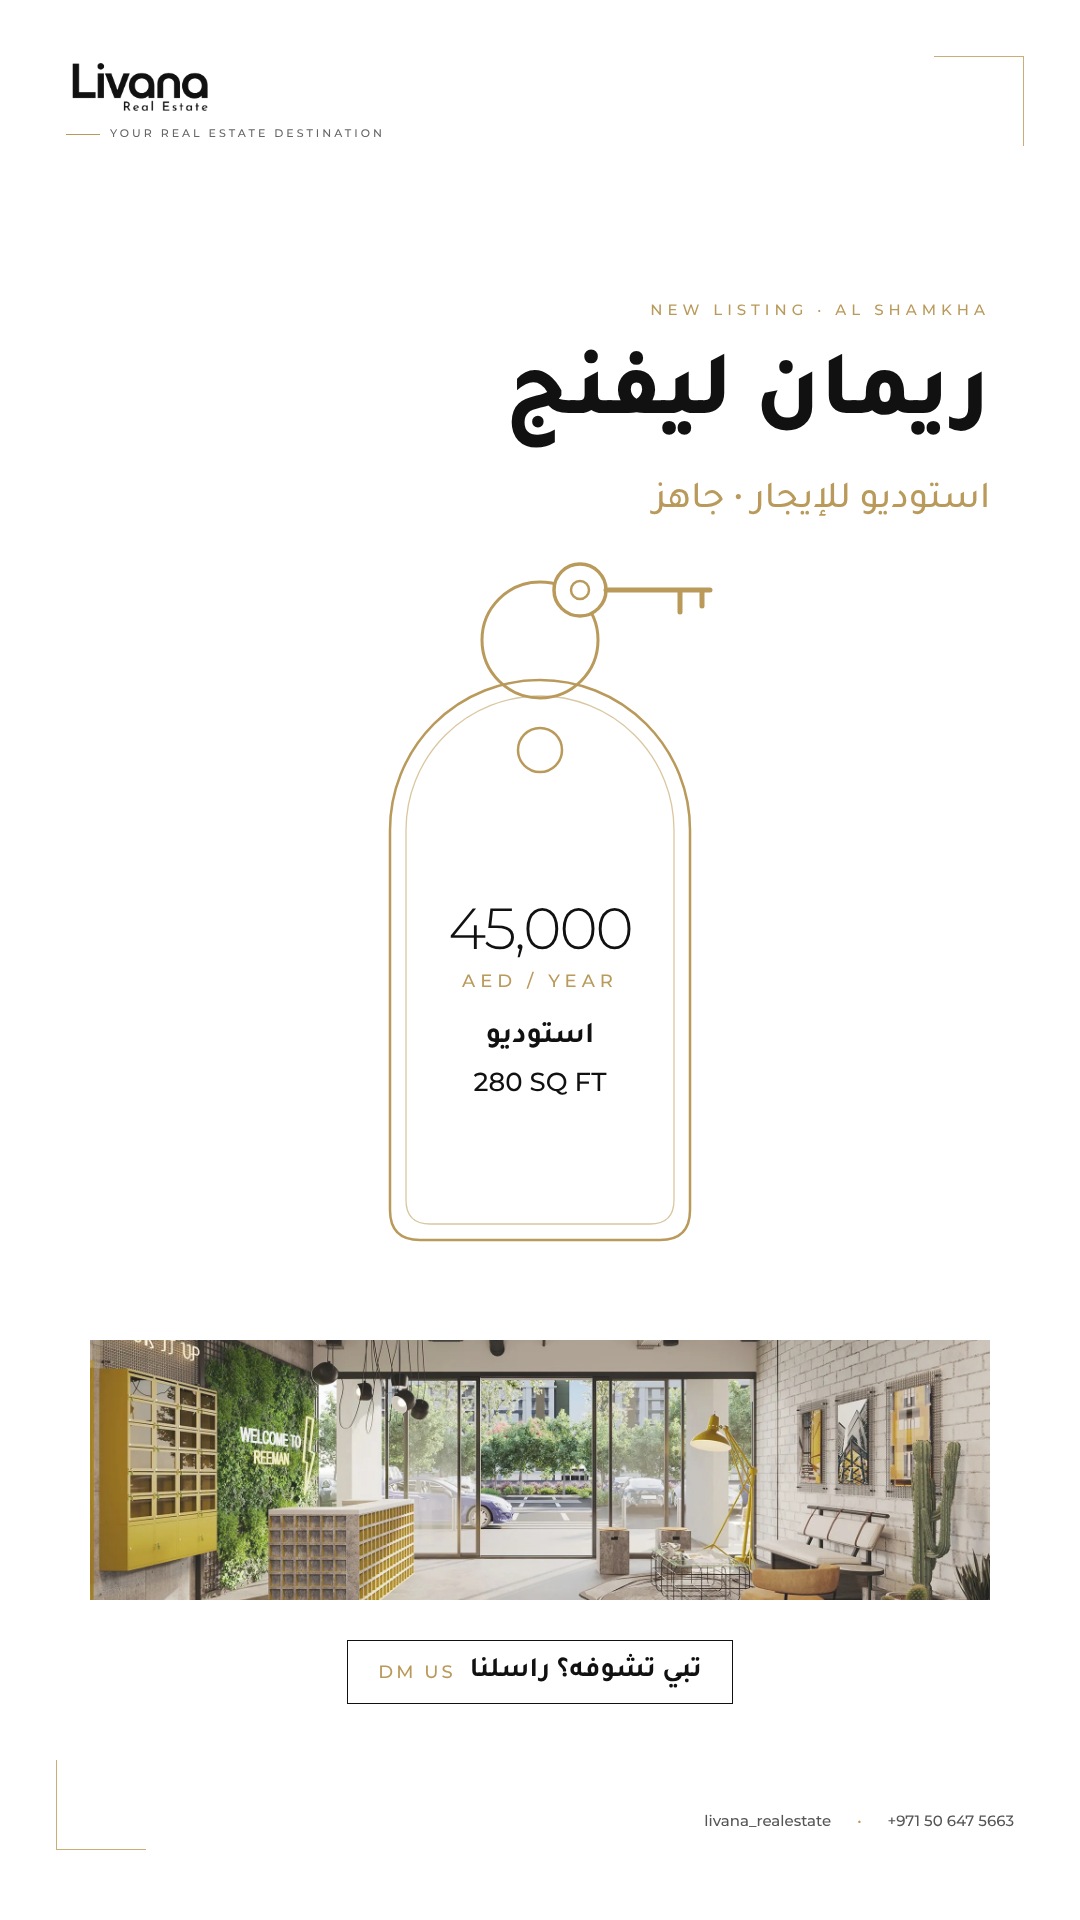 Livana
Real Estate
YOUR REAL ESTATE DESTINATION
NEW LISTING · AL SHAMKHA
ريمان ليفنج
استوديو للإيجار · جاهز
45,000
AED / YEAR
استوديو
280 SQ FT
UP
WELCOME TO
REEMAN
تبي تشوفه؟ راسلنا DM US
livana_realestate · +971 50 647 5663